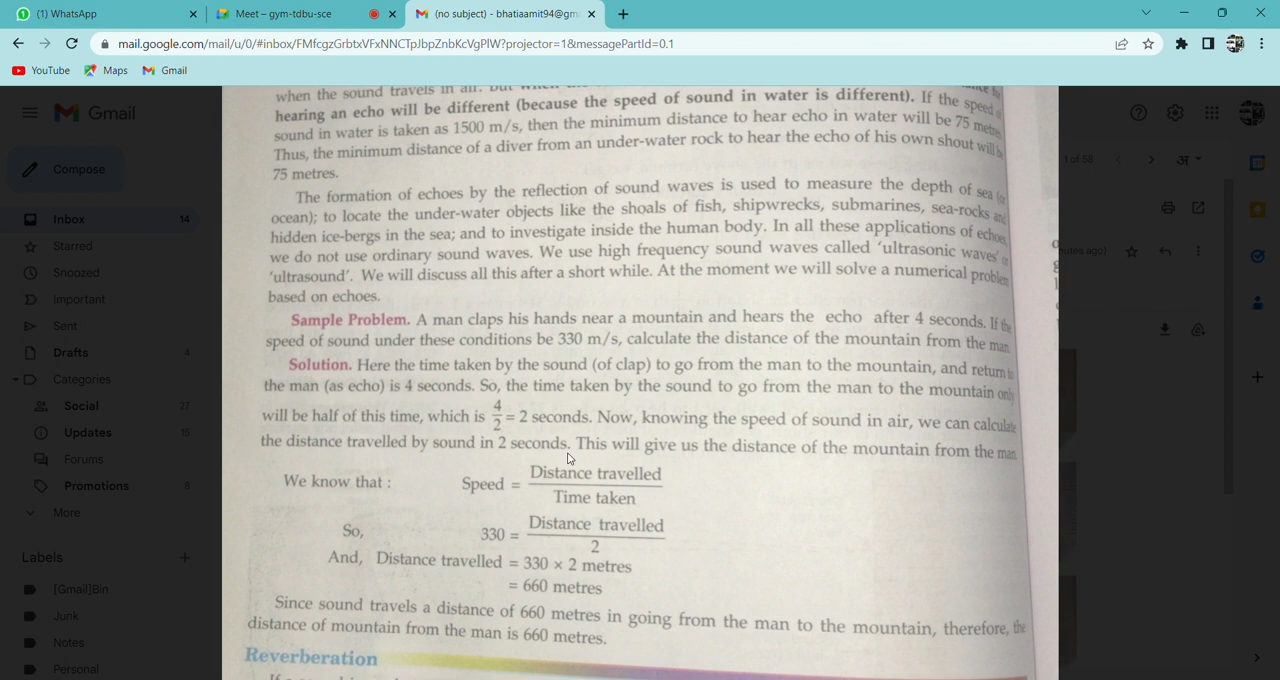 (1) WhatsApp
Meet – gym-tdbu-sce
(no subject) - bhatiaamit94@gm
mail.google.com/mail/u/0/#inbox/FMfcgzGrbtxVFxNNCTpJbpZnbKcVgPlW?projector=1&messagePartId=0.1
YouTube
Maps
Gmail
Gmail
Compose
Inbox 14
Starred
Snoozed
Important
Sent
Drafts 4
Categories
Social 27
Updates 15
Forums
Promotions 8
More
Labels
[Gmail]Bin
Junk
Notes
Personal
1 of 58
utes ago)
when the sound travels in air. But when
hearing an echo will be different (because the speed of sound in water is different). If the speed of
sound in water is taken as 1500 m/s, then the minimum distance to hear echo in water will be 75 metres.
Thus, the minimum distance of a diver from an under-water rock to hear the echo of his own shout will be
75 metres.
The formation of echoes by the reflection of sound waves is used to measure the depth of sea (or
ocean); to locate the under-water objects like the shoals of fish, shipwrecks, submarines, sea-rocks and
hidden ice-bergs in the sea; and to investigate inside the human body. In all these applications of echoes,
we do not use ordinary sound waves. We use high frequency sound waves called 'ultrasonic waves' or
'ultrasound'. We will discuss all this after a short while. At the moment we will solve a numerical problem
based on echoes.
Sample Problem. A man claps his hands near a mountain and hears the echo after 4 seconds. If the
speed of sound under these conditions be 330 m/s, calculate the distance of the mountain from the man.
Solution. Here the time taken by the sound (of clap) to go from the man to the mountain, and return to
the man (as echo) is 4 seconds. So, the time taken by the sound to go from the man to the mountain only
will be half of this time, which is 4/2 = 2 seconds. Now, knowing the speed of sound in air, we can calculate
the distance travelled by sound in 2 seconds. This will give us the distance of the mountain from the man.
We know that : Speed = Distance travelled / Time taken
So, 330 = Distance travelled / 2
And, Distance travelled = 330 × 2 metres
= 660 metres
Since sound travels a distance of 660 metres in going from the man to the mountain, therefore, the
distance of mountain from the man is 660 metres.
Reverberation